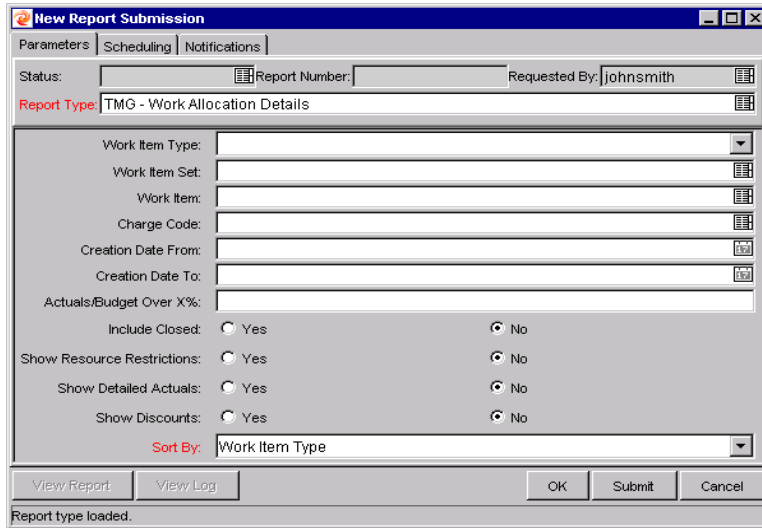 New Report Submission
Parameters Scheduling Notifications
Status: Report Number: Requested By: johnsmith
Report Type: TMG - Work Allocation Details
Work Item Type:
Work Item Set:
Work Item:
Charge Code:
Creation Date From:
Creation Date To:
Actuals/Budget Over X%:
Include Closed: Yes No
Show Resource Restrictions: Yes No
Show Detailed Actuals: Yes No
Show Discounts: Yes No
Sort By: Work Item Type
View Report View Log OK Submit Cancel
Report type loaded.